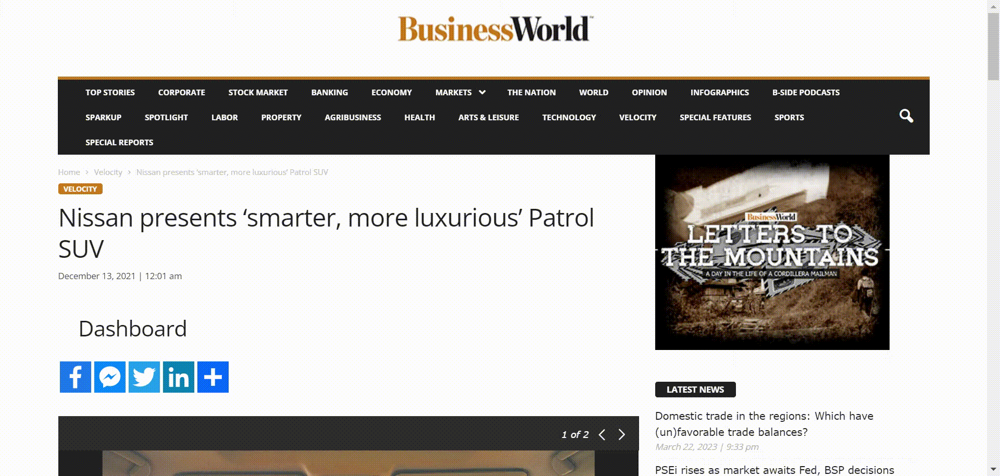 BusinessWorld
TOP STORIES CORPORATE STOCK MARKET BANKING ECONOMY MARKETS THE NATION WORLD OPINION INFOGRAPHICS B-SIDE PODCASTS
SPARKUP SPOTLIGHT LABOR PROPERTY AGRIBUSINESS HEALTH ARTS & LEISURE TECHNOLOGY VELOCITY SPECIAL FEATURES SPORTS
SPECIAL REPORTS
Home › Velocity › Nissan presents ‘smarter, more luxurious’ Patrol SUV
VELOCITY
Nissan presents ‘smarter, more luxurious’ Patrol
SUV
December 13, 2021 | 12:01 am
Dashboard
1 of 2
BusinessWorld
LETTERS TO
THE MOUNTAINS
A DAY IN THE LIFE OF A CORDILLERA MAILMAN
LATEST NEWS
Domestic trade in the regions: Which have
(un)favorable trade balances?
March 22, 2023 | 9:33 pm
PSEi rises as market awaits Fed, BSP decisions